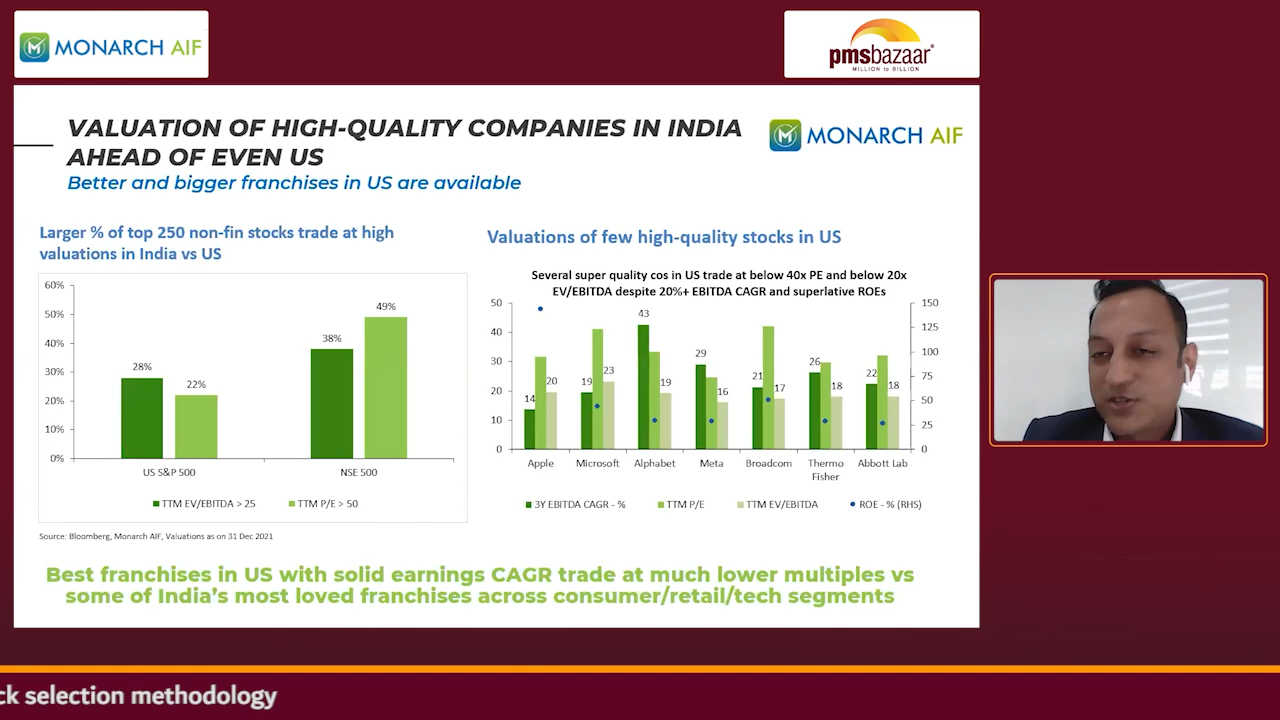 MONARCH AIF
pmsbazaar
MILLION to BILLION
VALUATION OF HIGH-QUALITY COMPANIES IN INDIA
AHEAD OF EVEN US
MONARCH AIF
Better and bigger franchises in US are available
Larger % of top 250 non-fin stocks trade at high
valuations in India vs US
60%
50%
40%
30%
20%
10%
0%
28%
22%
38%
49%
US S&P 500
NSE 500
TTM EV/EBITDA > 25
TTM P/E > 50
Source: Bloomberg, Monarch AIF, Valuations as on 31 Dec 2021
Valuations of few high-quality stocks in US
Several super quality cos in US trade at below 40x PE and below 20x
EV/EBITDA despite 20%+ EBITDA CAGR and superlative ROEs
50
40
30
20
10
0
14
20
19
23
43
19
29
16
21
17
26
18
22
18
150
125
100
75
50
25
0
Apple
Microsoft
Alphabet
Meta
Broadcom
Thermo
Fisher
Abbott Lab
3Y EBITDA CAGR - %
TTM P/E
TTM EV/EBITDA
ROE - % (RHS)
Best franchises in US with solid earnings CAGR trade at much lower multiples vs
some of India's most loved franchises across consumer/retail/tech segments
ck selection methodology